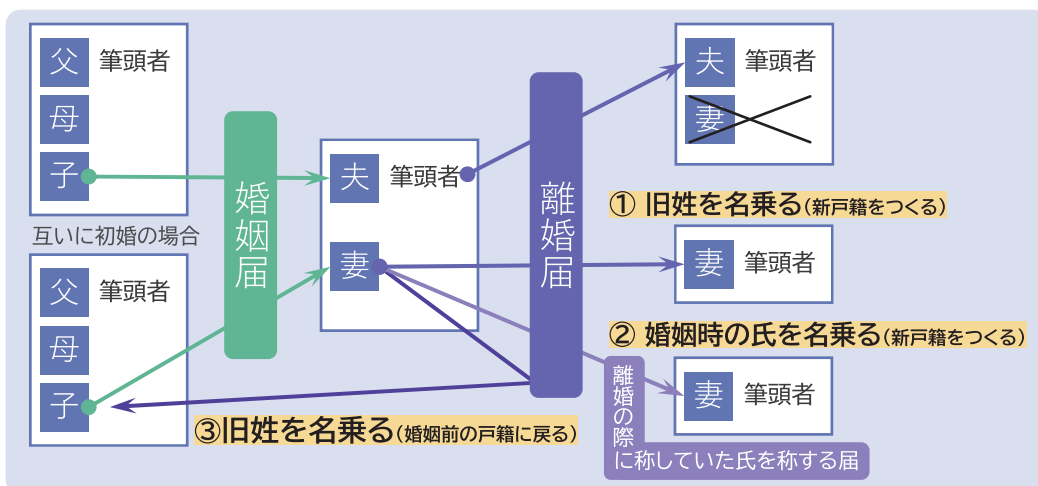 父 筆頭者
母
子
互いに初婚の場合
父 筆頭者
母
子
婚姻届
夫 筆頭者
妻
離婚届
夫 筆頭者
妻
① 旧姓を名乗る(新戸籍をつくる)
妻 筆頭者
② 婚姻時の氏を名乗る(新戸籍をつくる)
妻 筆頭者
離婚の際
に称していた氏を称する届
③旧姓を名乗る(婚姻前の戸籍に戻る)